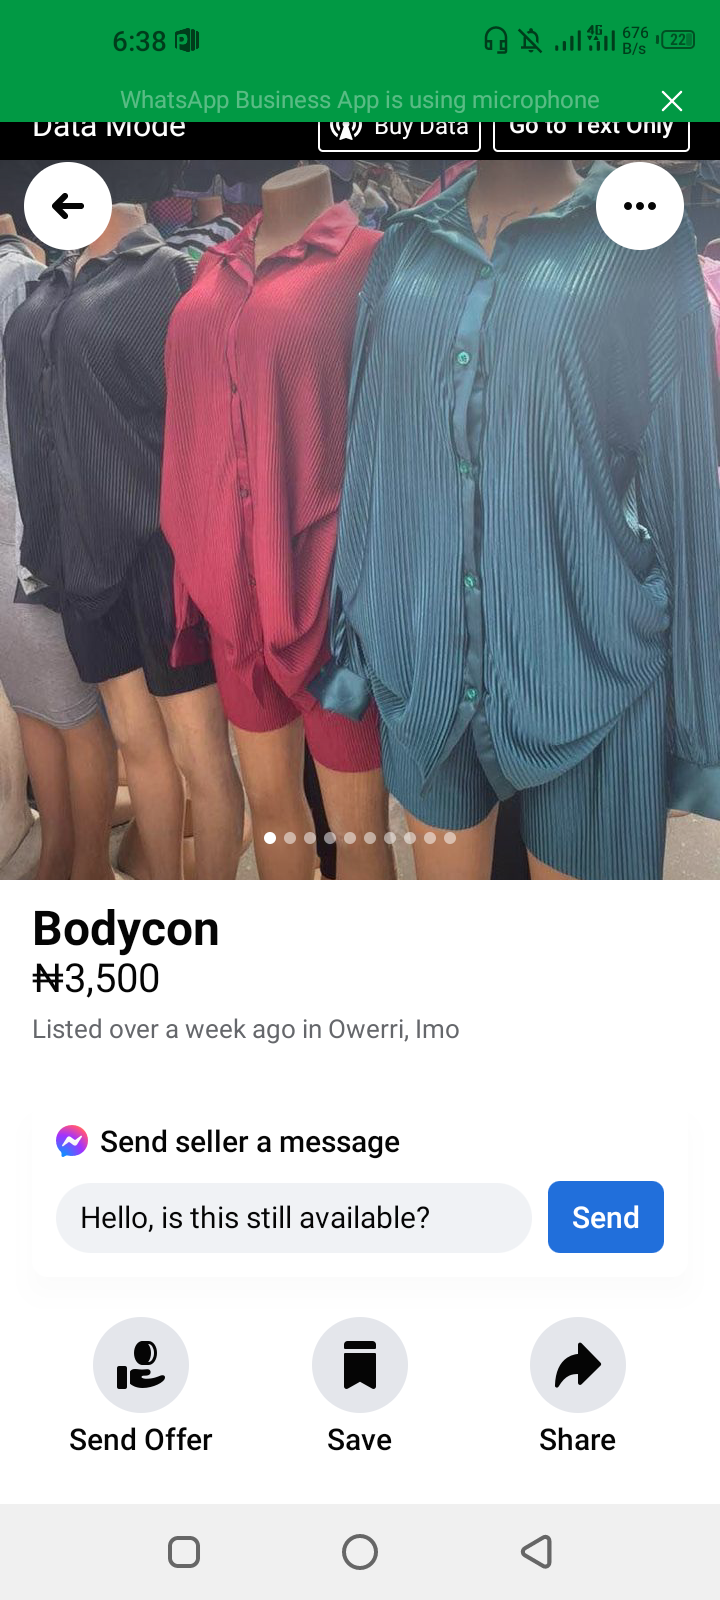 6:38
4G
676
B/s
22
WhatsApp Business App is using microphone
Data Mode
Buy Data
Go to Text Only
Bodycon
₦3,500
Listed over a week ago in Owerri, Imo
Send seller a message
Hello, is this still available?
Send
Send Offer
Save
Share